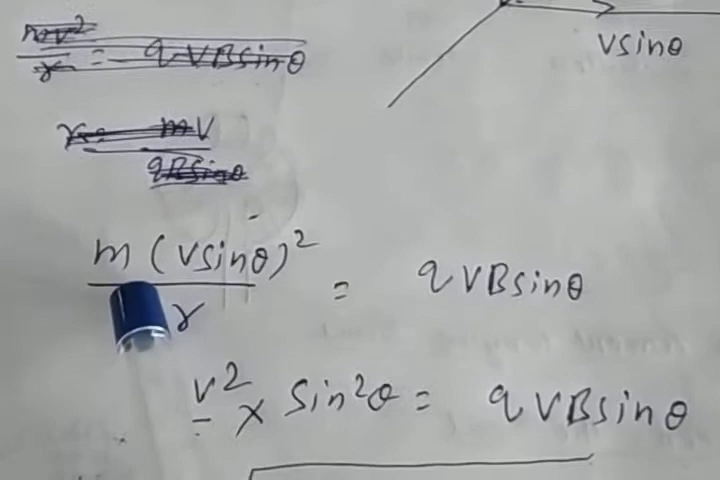 vsinθ
mv²/r = qVBsinθ
r = mV/qBsinθ
m(vsinθ)²/r = qVBsinθ
v² × sin²θ = qVBsinθ